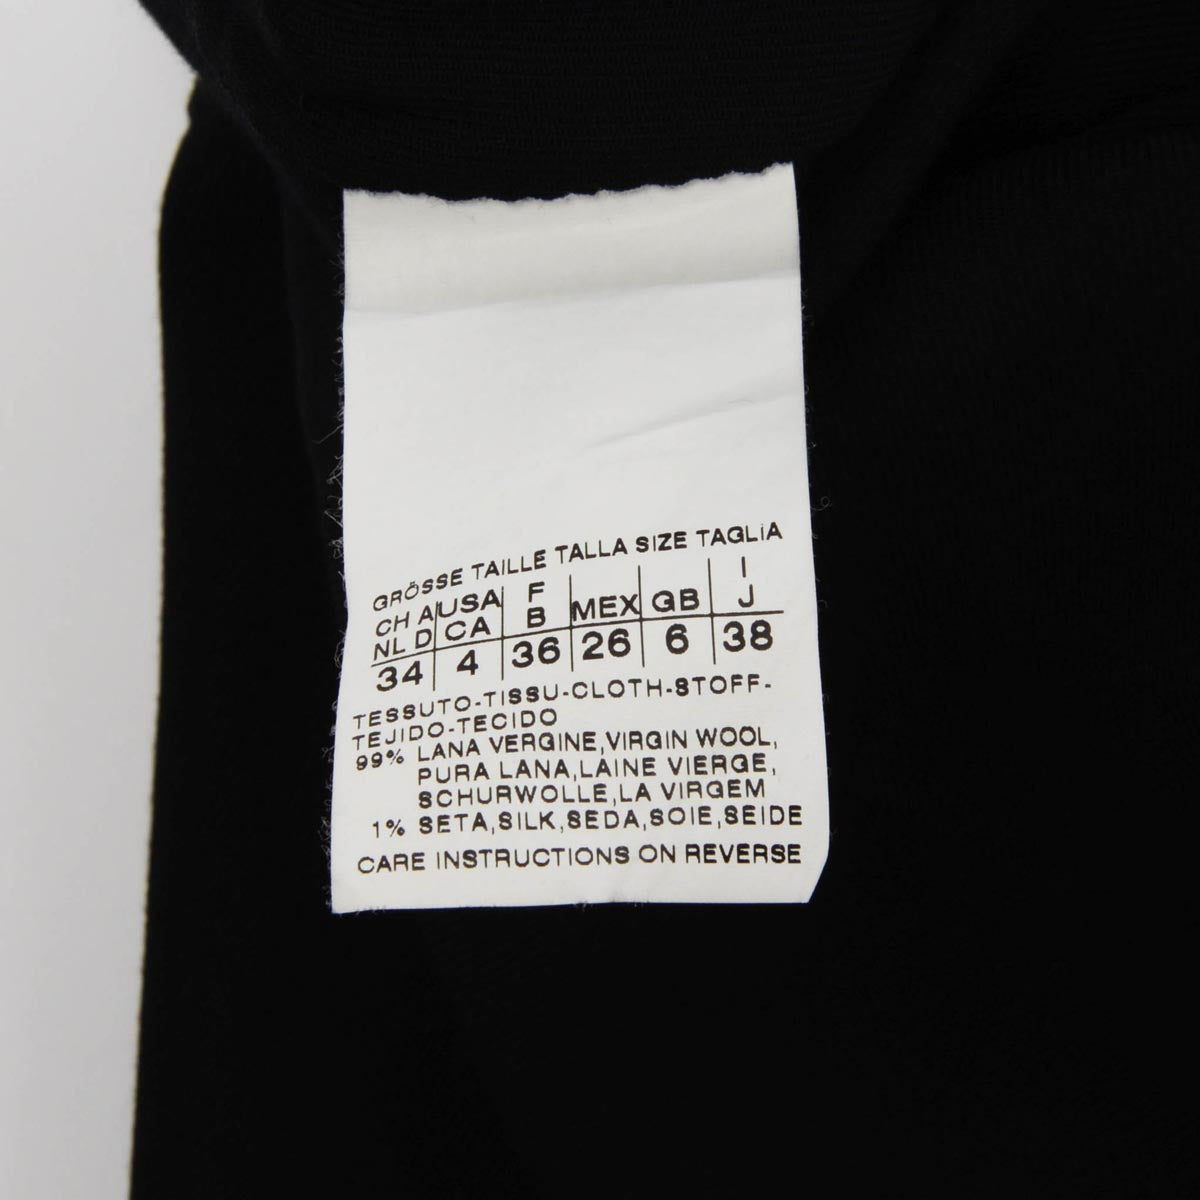 GRÖSSE TAILLE TALLA SIZE TAGLiA
CH A USA F MEX GB I
NL D CA B J
34 4 36 26 6 38
TESSUTO-TISSU-CLOTH-STOFF-
TEJIDO-TECIDO
99% LANA VERGINE,VIRGIN WOOL,
PURA LANA,LAINE VIERGE,
SCHURWOLLE,LA VIRGEM
1% SETA,SILK,SEDA,SOIE,SEIDE
CARE INSTRUCTIONS ON REVERSE